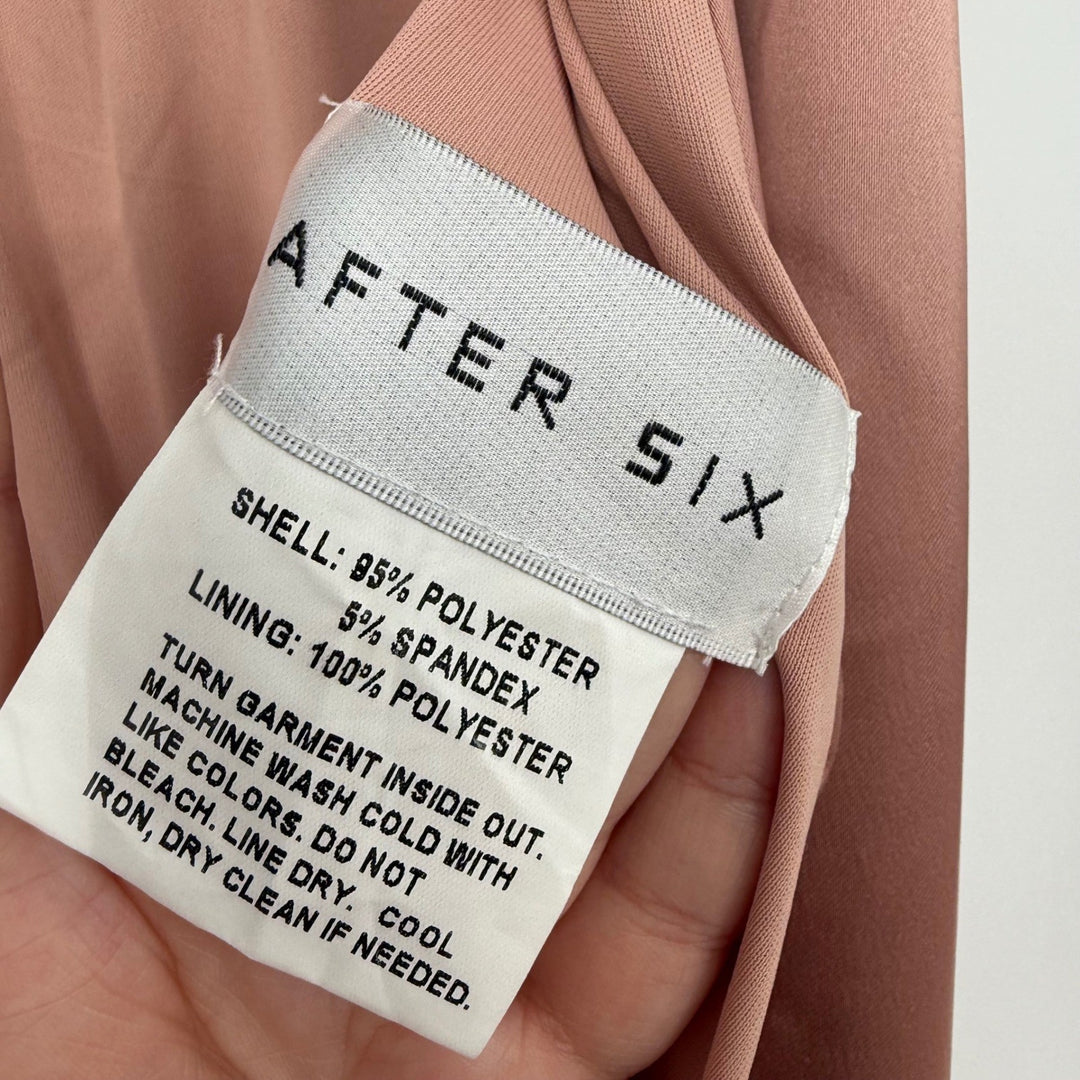 AFTER SIX
SHELL: 95% POLYESTER
5% SPANDEX
LINING: 100% POLYESTER
TURN GARMENT INSIDE OUT.
MACHINE WASH COLD WITH
LIKE COLORS. DO NOT
BLEACH. LINE DRY. COOL
IRON, DRY CLEAN IF NEEDED.